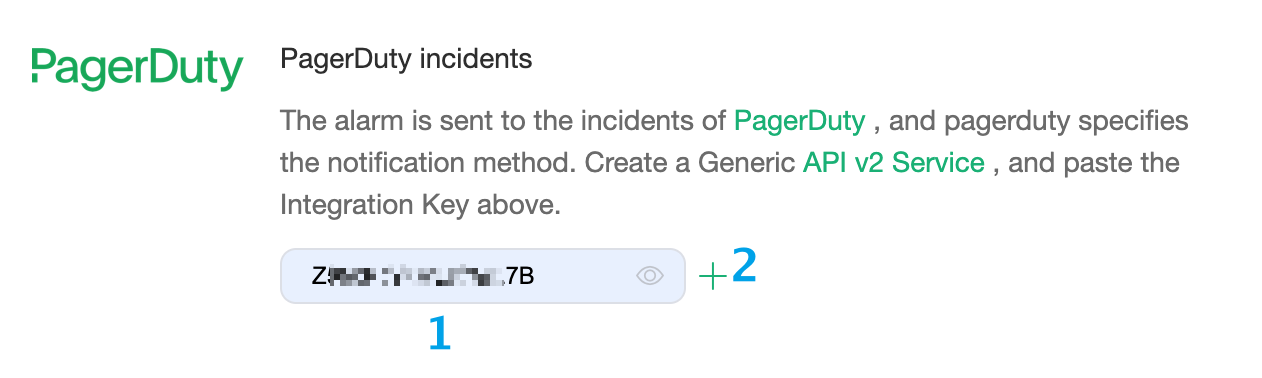 PagerDuty
PagerDuty incidents
The alarm is sent to the incidents of PagerDuty , and pagerduty specifies
the notification method. Create a Generic API v2 Service , and paste the
Integration Key above.
7B
+2
1